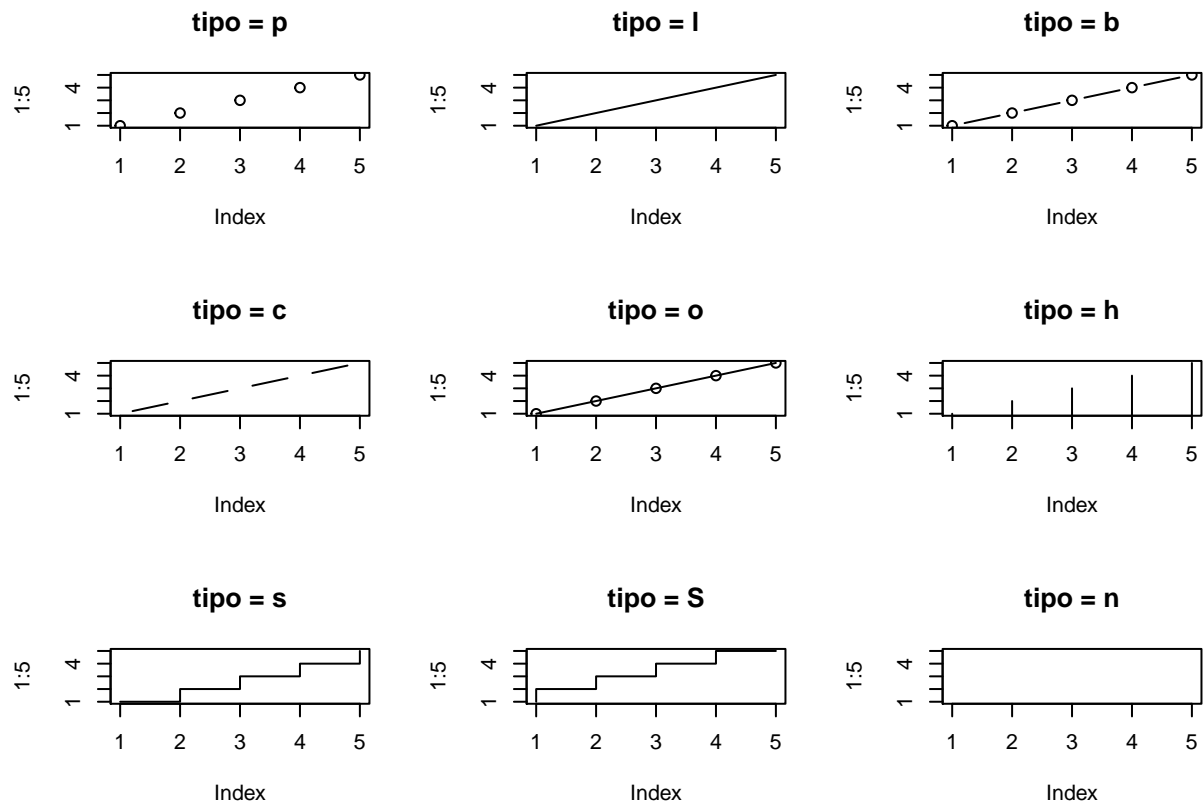 tipo = p
tipo = l
tipo = b
1:5
1 4
1 2 3 4 5
Index
1:5
1 4
1 2 3 4 5
Index
1:5
1 4
1 2 3 4 5
Index
tipo = c
tipo = o
tipo = h
1:5
1 4
1 2 3 4 5
Index
1:5
1 4
1 2 3 4 5
Index
1:5
1 4
1 2 3 4 5
Index
tipo = s
tipo = S
tipo = n
1:5
1 4
1 2 3 4 5
Index
1:5
1 4
1 2 3 4 5
Index
1:5
1 4
1 2 3 4 5
Index